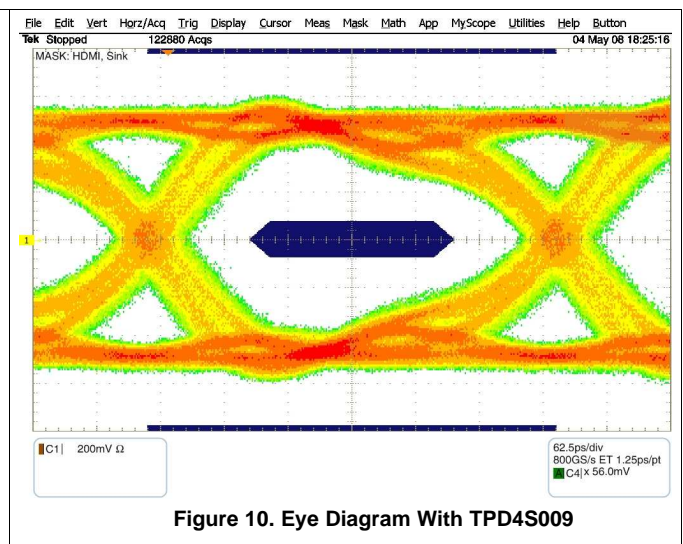 File Edit Vert Horz/Acq Trig Display Cursor Meas Mask Math App MyScope Utilities Help Button
Tek Stopped 122880 Acqs 04 May 08 18:25:16
MASK: HDMI, Sink
1
C1 200mV Ω
62.5ps/div
800GS/s ET 1.25ps/pt
A C4 x 56.0mV
Figure 10. Eye Diagram With TPD4S009